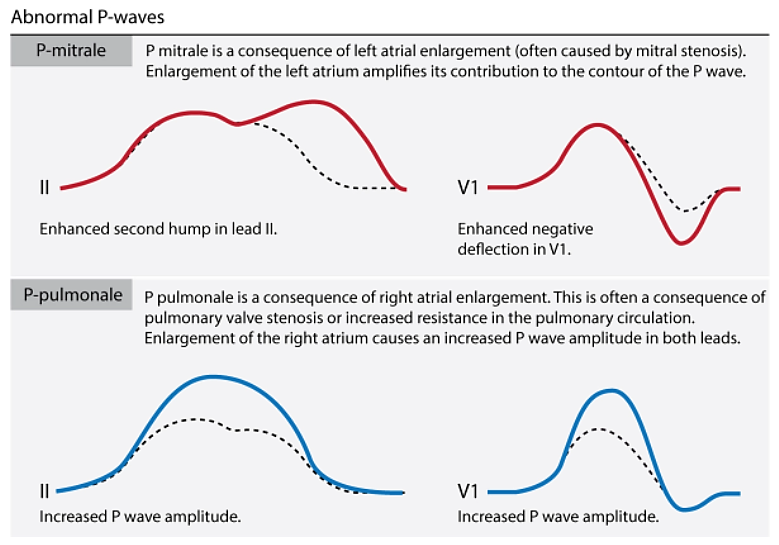 Abnormal P-waves
P-mitrale
P mitrale is a consequence of left atrial enlargement (often caused by mitral stenosis).
Enlargement of the left atrium amplifies its contribution to the contour of the P wave.
II
V1
Enhanced second hump in lead II.
Enhanced negative
deflection in V1.
P-pulmonale
P pulmonale is a consequence of right atrial enlargement. This is often a consequence of
pulmonary valve stenosis or increased resistance in the pulmonary circulation.
Enlargement of the right atrium causes an increased P wave amplitude in both leads.
II
V1
Increased P wave amplitude.
Increased P wave amplitude.